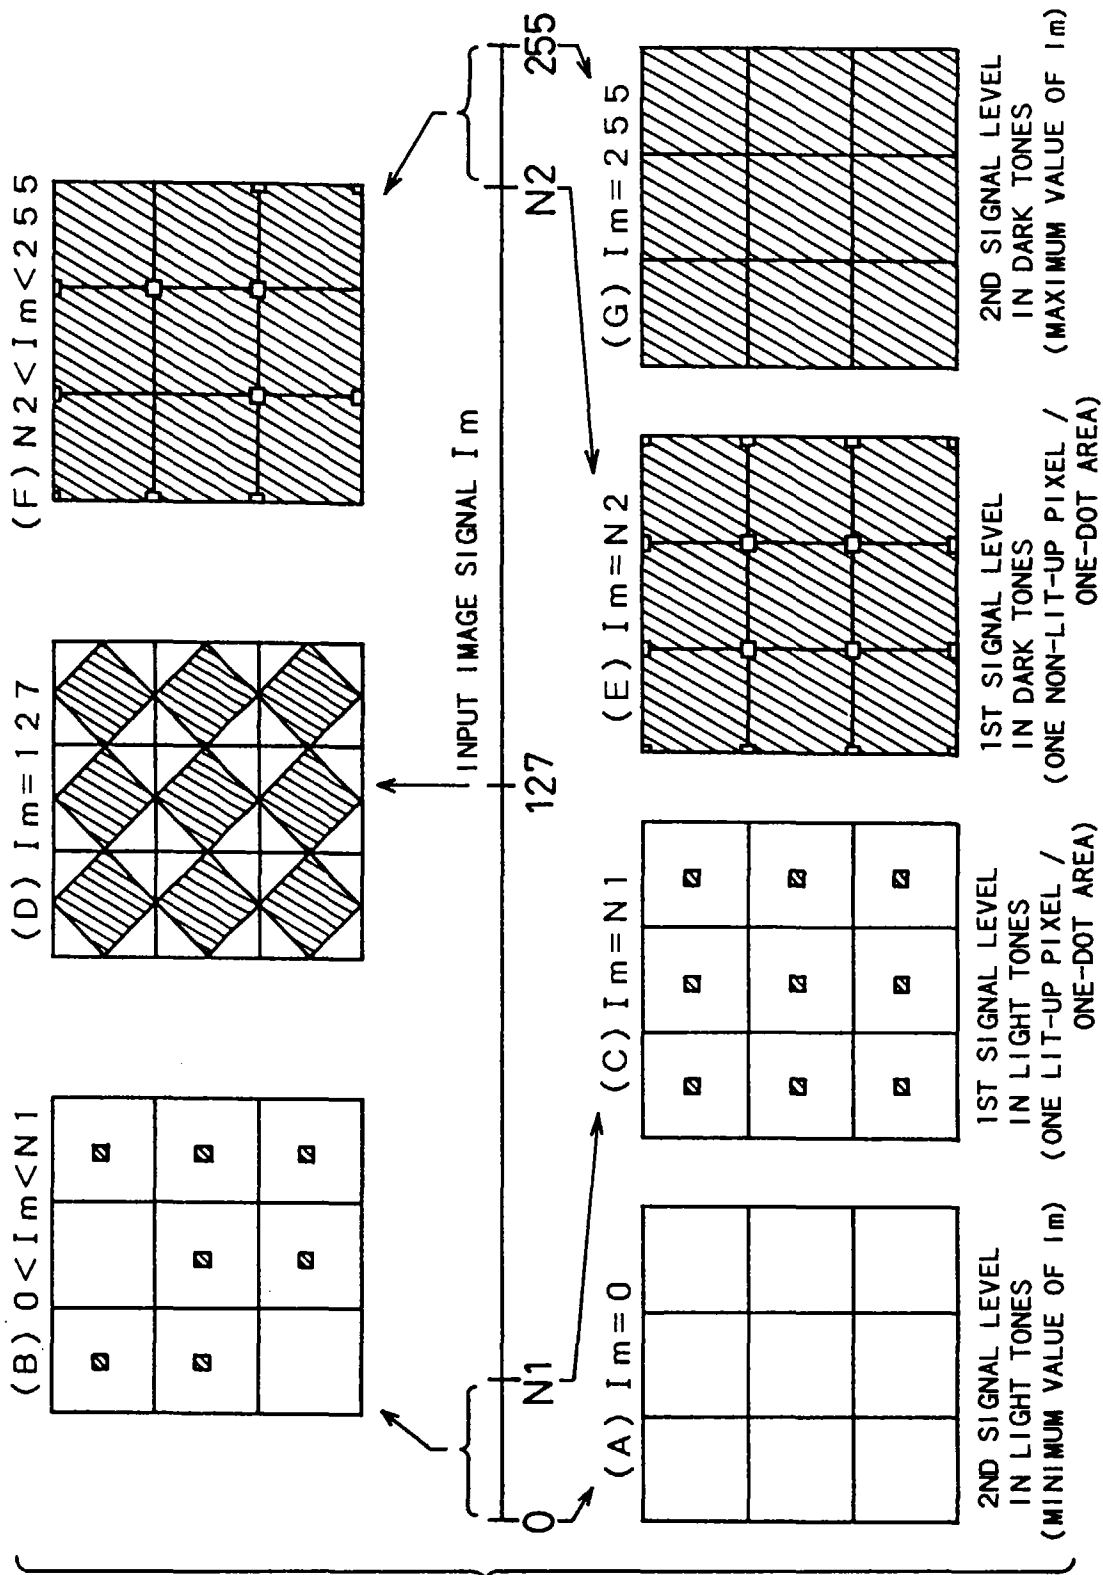 (B) 0<Im<N1
(D) Im=127
(F) N2<Im<255
INPUT IMAGE SIGNAL Im
0
N1
127
N2
255
(A) Im=0
2ND SIGNAL LEVEL
IN LIGHT TONES
(MINIMUM VALUE OF Im)
(C) Im=N1
1ST SIGNAL LEVEL
IN LIGHT TONES
(ONE LIT-UP PIXEL /
ONE-DOT AREA)
(E) Im=N2
1ST SIGNAL LEVEL
IN DARK TONES
(ONE NON-LIT-UP PIXEL /
ONE-DOT AREA)
(G) Im=255
2ND SIGNAL LEVEL
IN DARK TONES
(MAXIMUM VALUE OF Im)